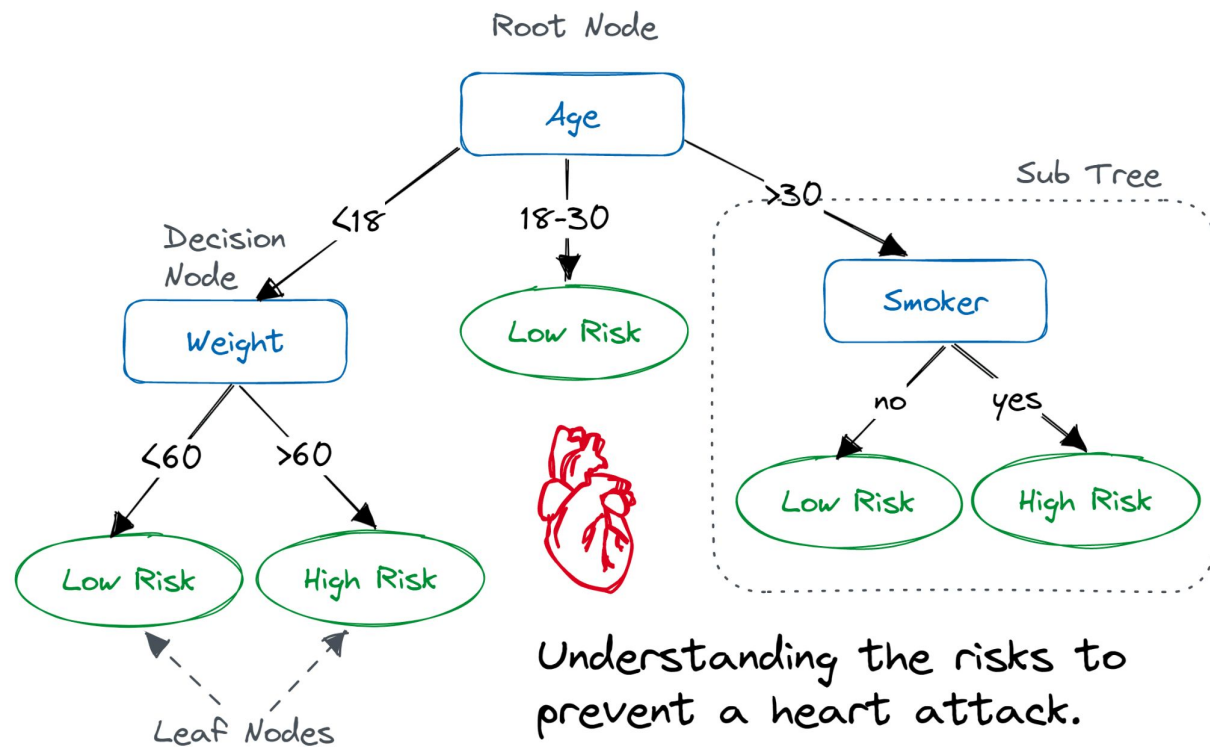 Root Node
Age
<18
18-30
>30
Sub Tree
Decision
Node
Weight
Low Risk
Smoker
<60
>60
no
yes
Low Risk
High Risk
Low Risk
High Risk
Leaf Nodes
Understanding the risks to
prevent a heart attack.